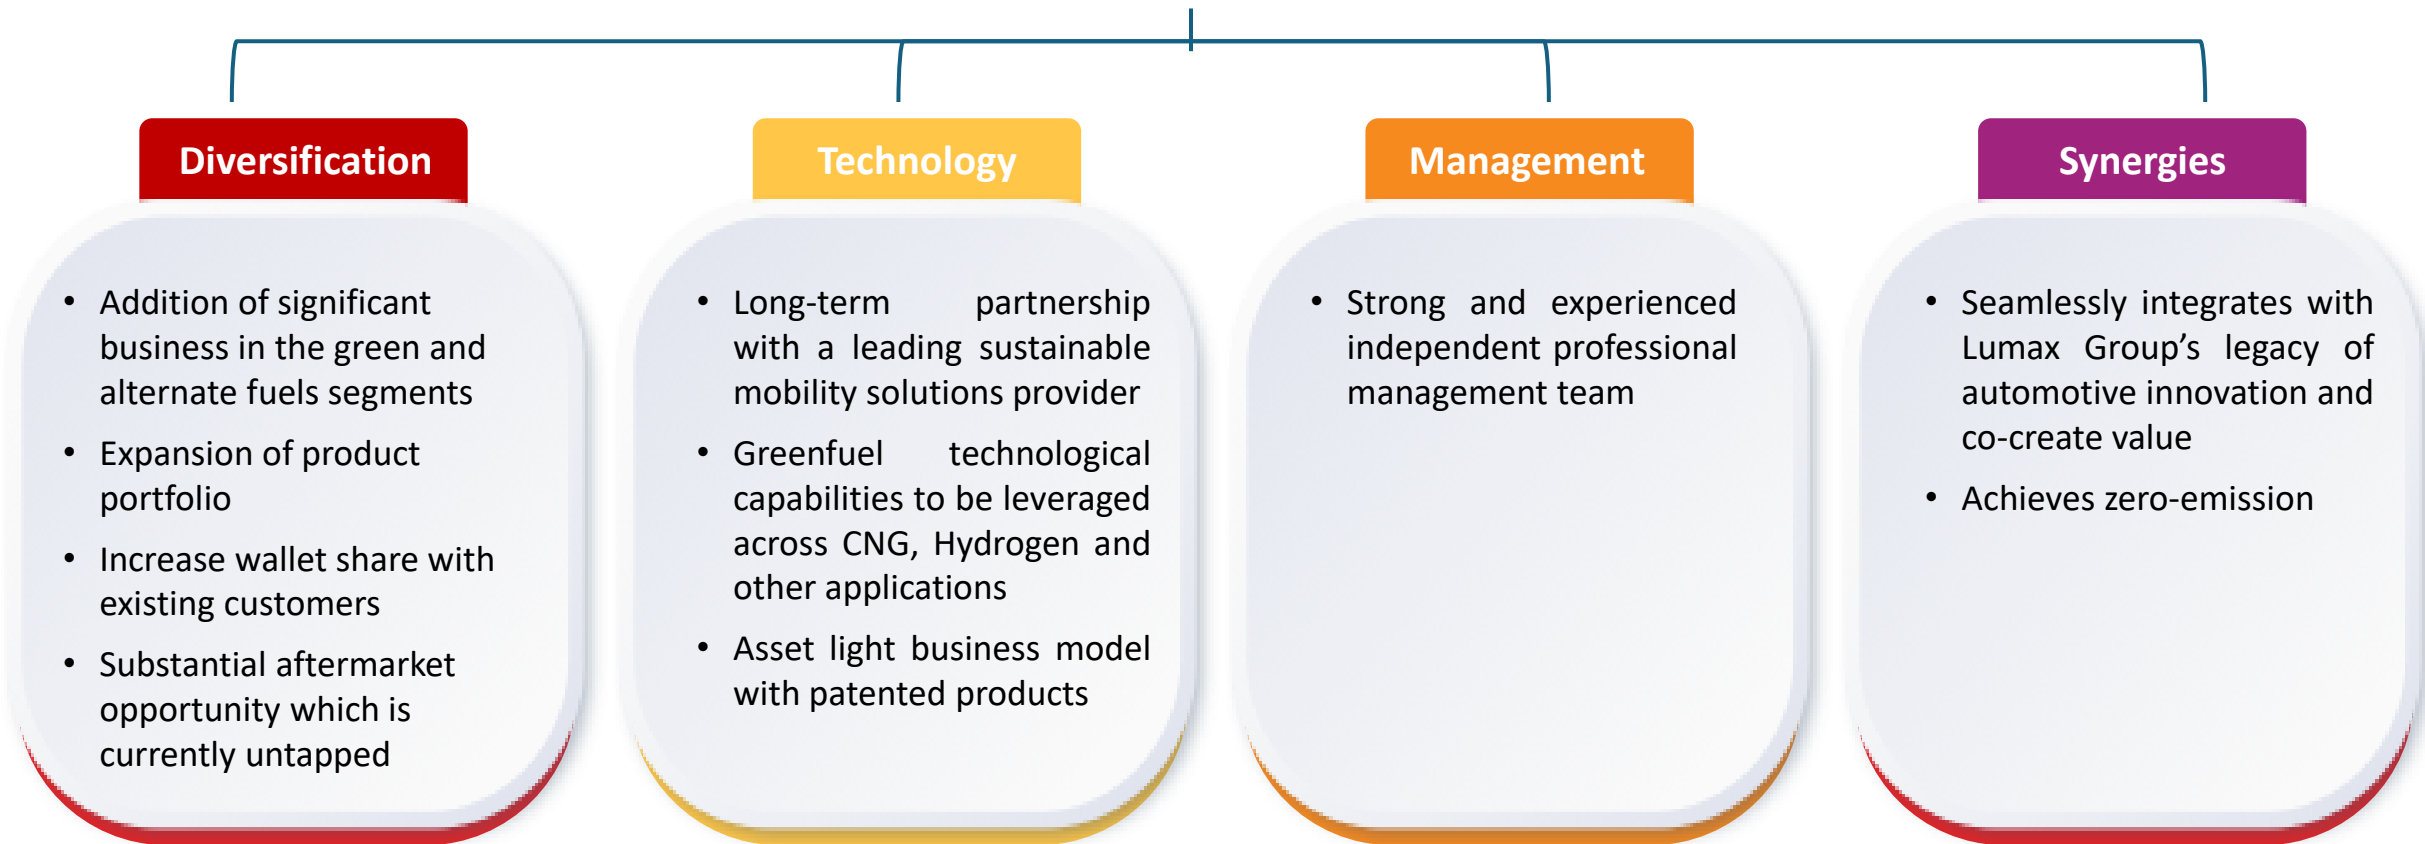 Diversification
• Addition of significant
business in the green and
alternate fuels segments
• Expansion of product
portfolio
• Increase wallet share with
existing customers
• Substantial aftermarket
opportunity which is
currently untapped
Technology
• Long-term partnership
with a leading sustainable
mobility solutions provider
• Greenfuel technological
capabilities to be leveraged
across CNG, Hydrogen and
other applications
• Asset light business model
with patented products
Management
• Strong and experienced
independent professional
management team
Synergies
• Seamlessly integrates with
Lumax Group’s legacy of
automotive innovation and
co-create value
• Achieves zero-emission